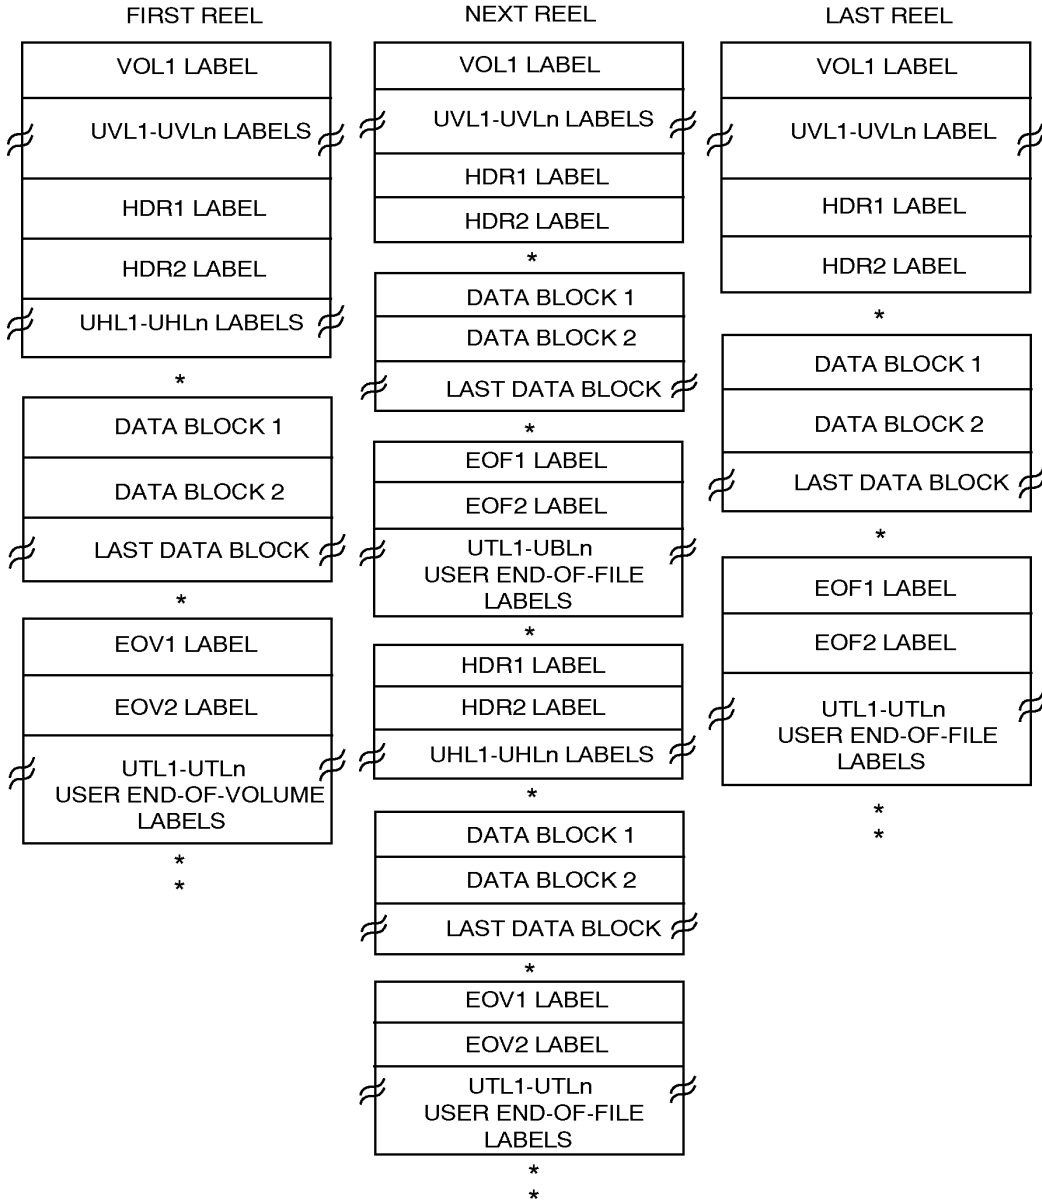 FIRST REEL
VOL1 LABEL
UVL1-UVLn LABELS
HDR1 LABEL
HDR2 LABEL
UHL1-UHLn LABELS
*
DATA BLOCK 1
DATA BLOCK 2
LAST DATA BLOCK
*
EOV1 LABEL
EOV2 LABEL
UTL1-UTLn
USER END-OF-VOLUME
LABELS
*
*
NEXT REEL
VOL1 LABEL
UVL1-UVLn LABELS
HDR1 LABEL
HDR2 LABEL
*
DATA BLOCK 1
DATA BLOCK 2
LAST DATA BLOCK
*
EOF1 LABEL
EOF2 LABEL
UTL1-UBLn
USER END-OF-FILE
LABELS
*
HDR1 LABEL
HDR2 LABEL
UHL1-UHLn LABELS
*
DATA BLOCK 1
DATA BLOCK 2
LAST DATA BLOCK
*
EOV1 LABEL
EOV2 LABEL
UTL1-UTLn
USER END-OF-FILE
LABELS
*
*
LAST REEL
VOL1 LABEL
UVL1-UVLn LABEL
HDR1 LABEL
HDR2 LABEL
*
DATA BLOCK 1
DATA BLOCK 2
LAST DATA BLOCK
*
EOF1 LABEL
EOF2 LABEL
UTL1-UTLn
USER END-OF-FILE
LABELS
*
*